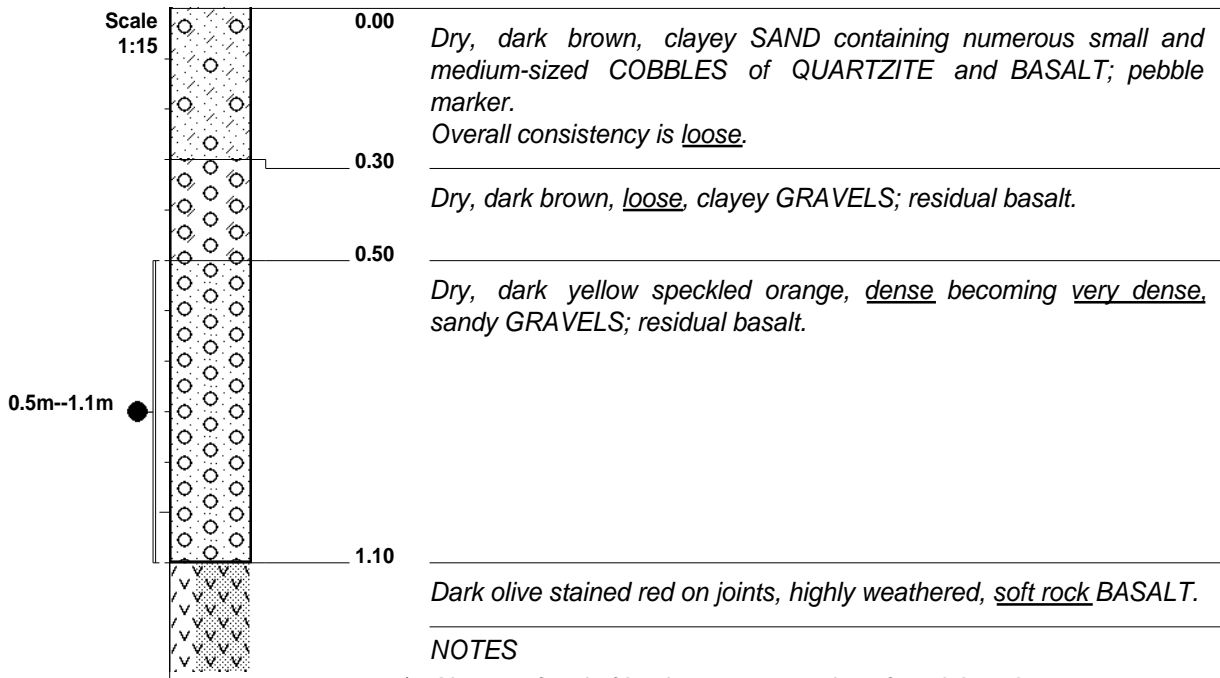 Scale
1:15
0.00
Dry, dark brown, clayey SAND containing numerous small and
medium-sized COBBLES of QUARTZITE and BASALT; pebble
marker.
Overall consistency is loose.
0.30
Dry, dark brown, loose, clayey GRAVELS; residual basalt.
0.50
Dry, dark yellow speckled orange, dense becoming very dense,
sandy GRAVELS; residual basalt.
0.5m--1.1m
1.10
Dark olive stained red on joints, highly weathered, soft rock BASALT.
NOTES